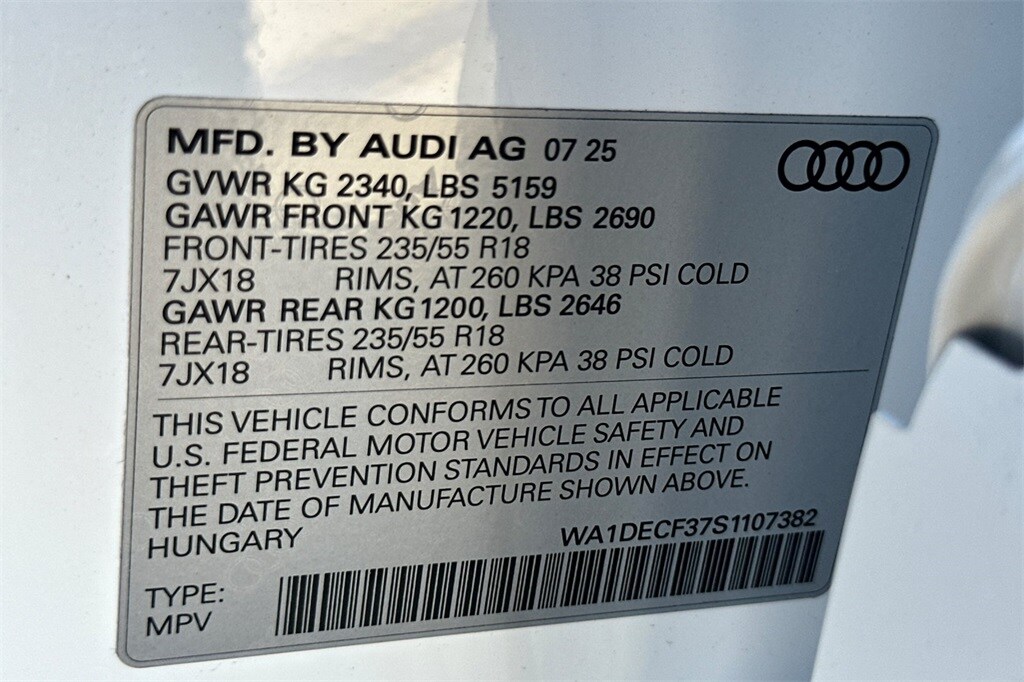 MFD. BY AUDI AG 07 25
GVWR KG 2340, LBS 5159
GAWR FRONT KG 1220, LBS 2690
FRONT-TIRES 235/55 R18
7JX18 RIMS, AT 260 KPA 38 PSI COLD
GAWR REAR KG 1200, LBS 2646
REAR-TIRES 235/55 R18
7JX18 RIMS, AT 260 KPA 38 PSI COLD
THIS VEHICLE CONFORMS TO ALL APPLICABLE
U.S. FEDERAL MOTOR VEHICLE SAFETY AND
THEFT PREVENTION STANDARDS IN EFFECT ON
THE DATE OF MANUFACTURE SHOWN ABOVE.
HUNGARY WA1DECF37S1107382
TYPE:
MPV